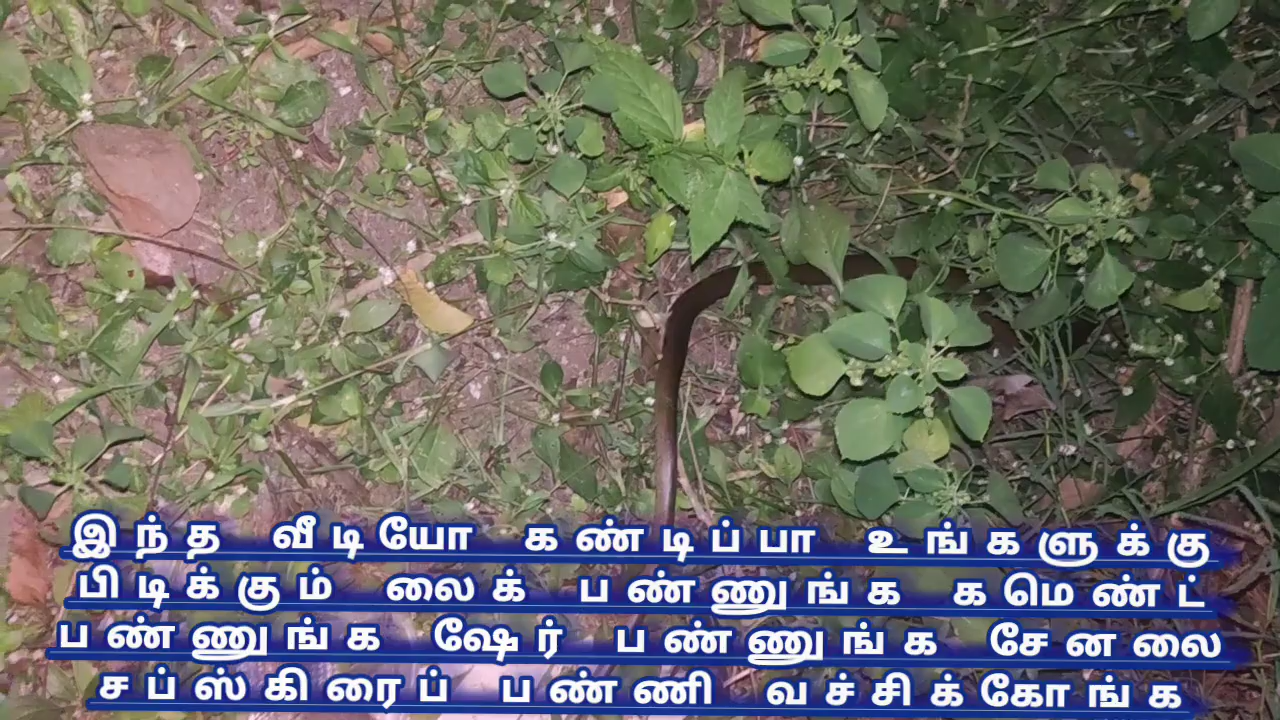 இந்த வீடியோ கண்டிப்பா உங்களுக்கு
பிடிக்கும் லைக் பண்ணுங்க கமெண்ட்
பண்ணுங்க ஷேர் பண்ணுங்க சேனலை
சப்ஸ்கிரைப் பண்ணி வச்சிக்கோங்க